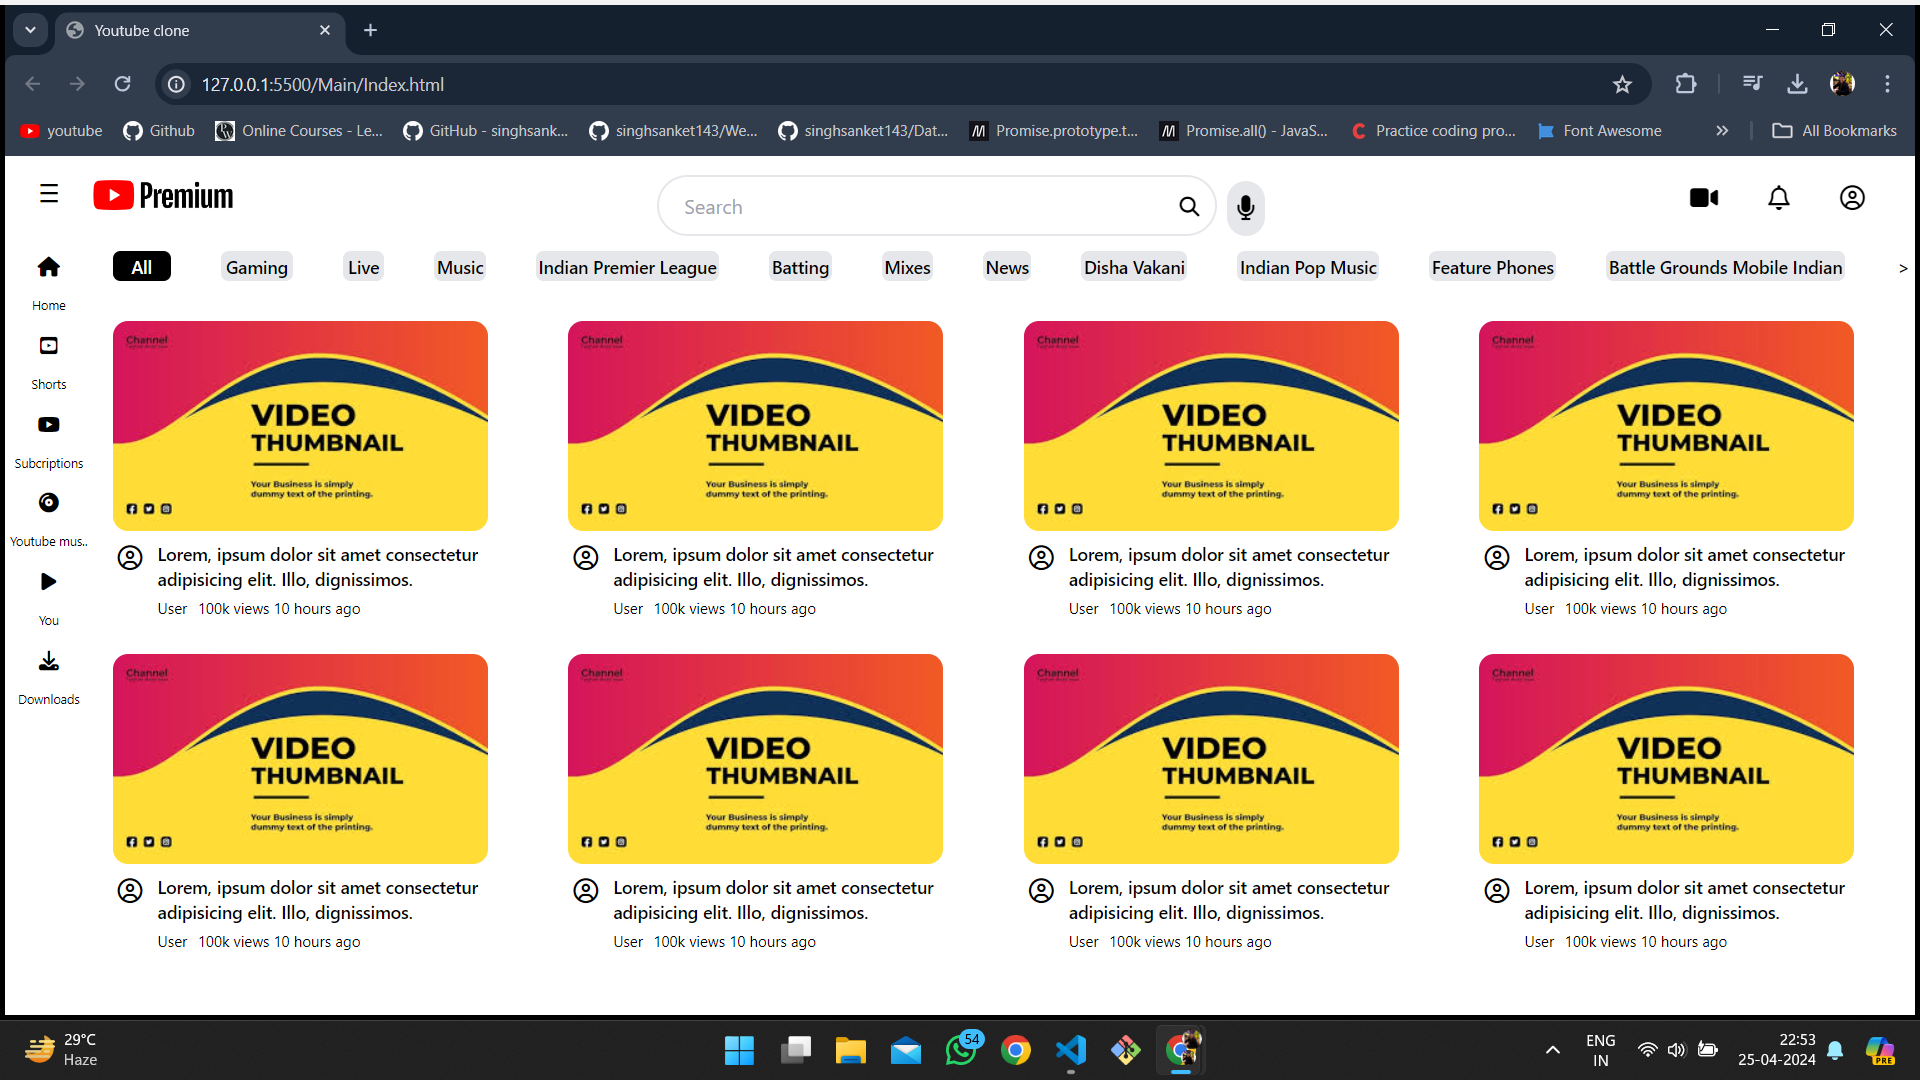 Youtube clone
127.0.0.1:5500/Main/Index.html
youtube
Github
Online Courses - Le...
GitHub - singhsank...
singhsanket143/We...
singhsanket143/Dat...
Promise.prototype.t...
Promise.all() - JavaS...
Practice coding pro...
Font Awesome
»
All Bookmarks
Premium
Search
All
Gaming
Live
Music
Indian Premier League
Batting
Mixes
News
Disha Vakani
Indian Pop Music
Feature Phones
Battle Grounds Mobile Indian
>
Home
Shorts
Subcriptions
Youtube mus..
You
Downloads
Channel
VIDEO
THUMBNAIL
Your Business is simply
dummy text of the printing.
Channel
VIDEO
THUMBNAIL
Your Business is simply
dummy text of the printing.
Channel
VIDEO
THUMBNAIL
Your Business is simply
dummy text of the printing.
Channel
VIDEO
THUMBNAIL
Your Business is simply
dummy text of the printing.
Lorem, ipsum dolor sit amet consectetur
adipisicing elit. Illo, dignissimos.
User 100k views 10 hours ago
Lorem, ipsum dolor sit amet consectetur
adipisicing elit. Illo, dignissimos.
User 100k views 10 hours ago
Lorem, ipsum dolor sit amet consectetur
adipisicing elit. Illo, dignissimos.
User 100k views 10 hours ago
Lorem, ipsum dolor sit amet consectetur
adipisicing elit. Illo, dignissimos.
User 100k views 10 hours ago
Channel
VIDEO
THUMBNAIL
Your Business is simply
dummy text of the printing.
Channel
VIDEO
THUMBNAIL
Your Business is simply
dummy text of the printing.
Channel
VIDEO
THUMBNAIL
Your Business is simply
dummy text of the printing.
Channel
VIDEO
THUMBNAIL
Your Business is simply
dummy text of the printing.
Lorem, ipsum dolor sit amet consectetur
adipisicing elit. Illo, dignissimos.
User 100k views 10 hours ago
Lorem, ipsum dolor sit amet consectetur
adipisicing elit. Illo, dignissimos.
User 100k views 10 hours ago
Lorem, ipsum dolor sit amet consectetur
adipisicing elit. Illo, dignissimos.
User 100k views 10 hours ago
Lorem, ipsum dolor sit amet consectetur
adipisicing elit. Illo, dignissimos.
User 100k views 10 hours ago
29°C
Haze
54
ENG
IN
22:53
25-04-2024
PRE